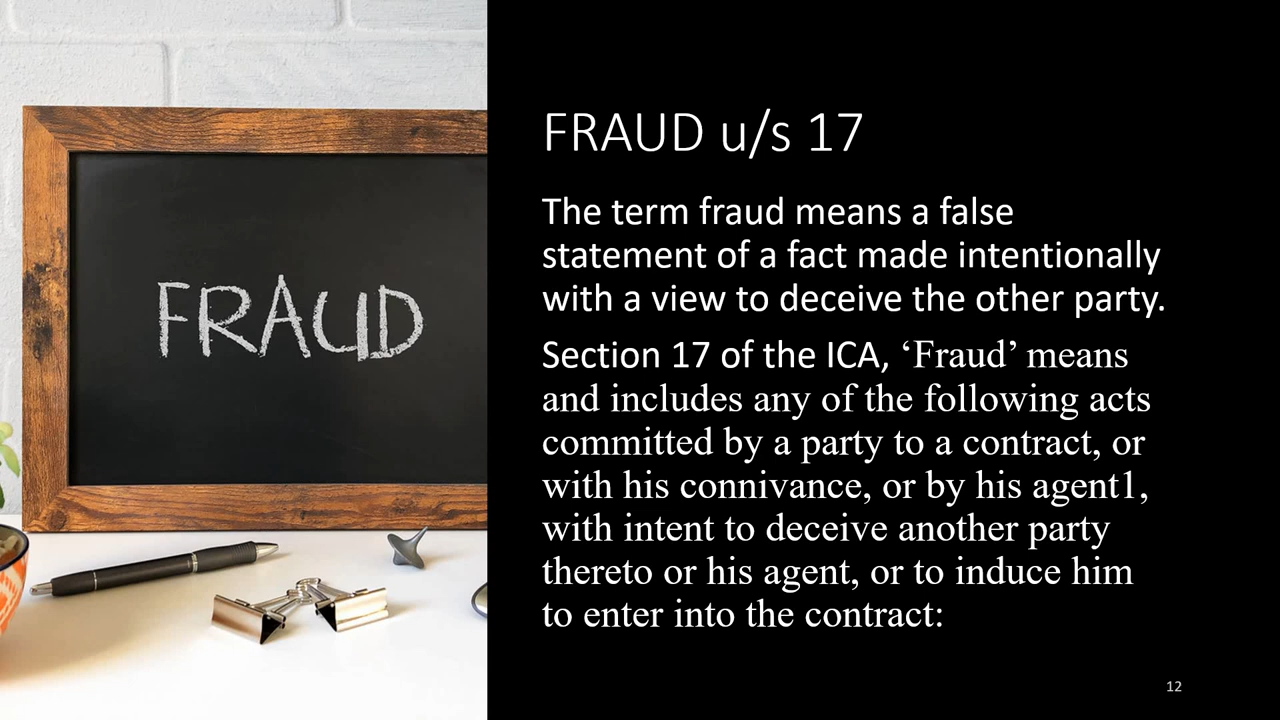 FRAUD
FRAUD u/s 17
The term fraud means a false
statement of a fact made intentionally
with a view to deceive the other party.
Section 17 of the ICA, ‘Fraud’ means
and includes any of the following acts
committed by a party to a contract, or
with his connivance, or by his agent1,
with intent to deceive another party
thereto or his agent, or to induce him
to enter into the contract:
12